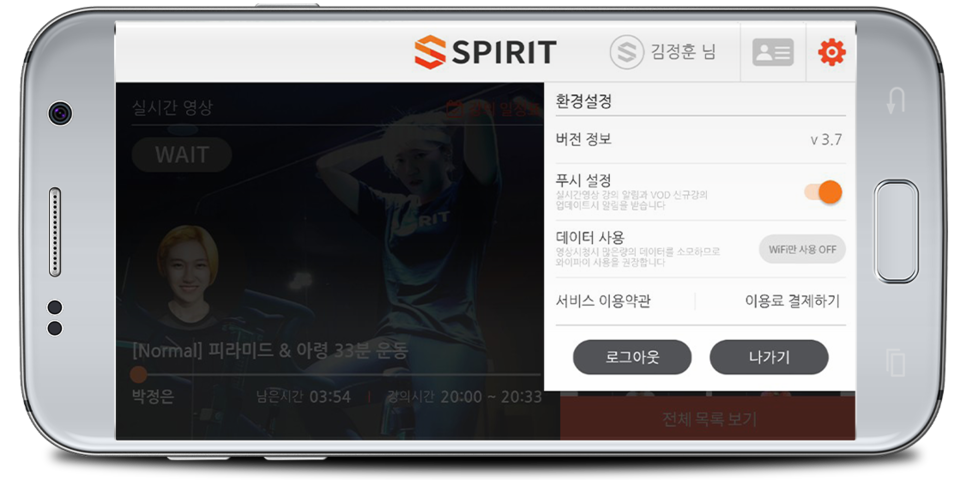 SPIRIT
김정훈 님
실시간 영상
WAIT
RIT
[Normal] 피라미드 & 아령 33분 운동
박정은
남은시간 03:54
강의시간 20:00 ~ 20:33
환경설정
버전 정보
v 3.7
푸시 설정
실시간영상 강의 알림과 VOD 신규강의
업데이트시 알림을 받습니다
데이터 사용
영상시청시 많은량의 데이터를 소모하므로
와이파이 사용을 권장합니다
WiFi만 사용 OFF
서비스 이용약관
이용료 결제하기
로그아웃
나가기
전체 목록 보기